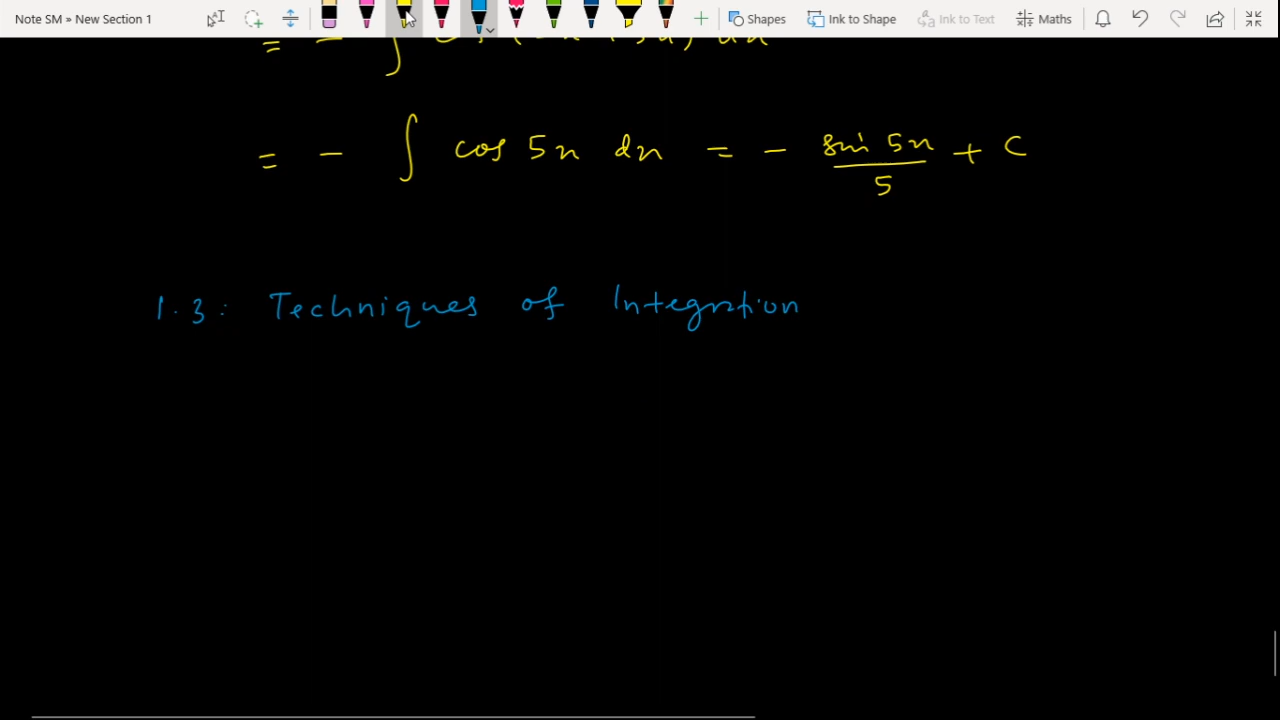 Note SM » New Section 1 Shapes Ink to Shape Ink to Text Maths
= - ∫ cos 5x dx = - sin 5x / 5 + C
1.3: Techniques of Integration